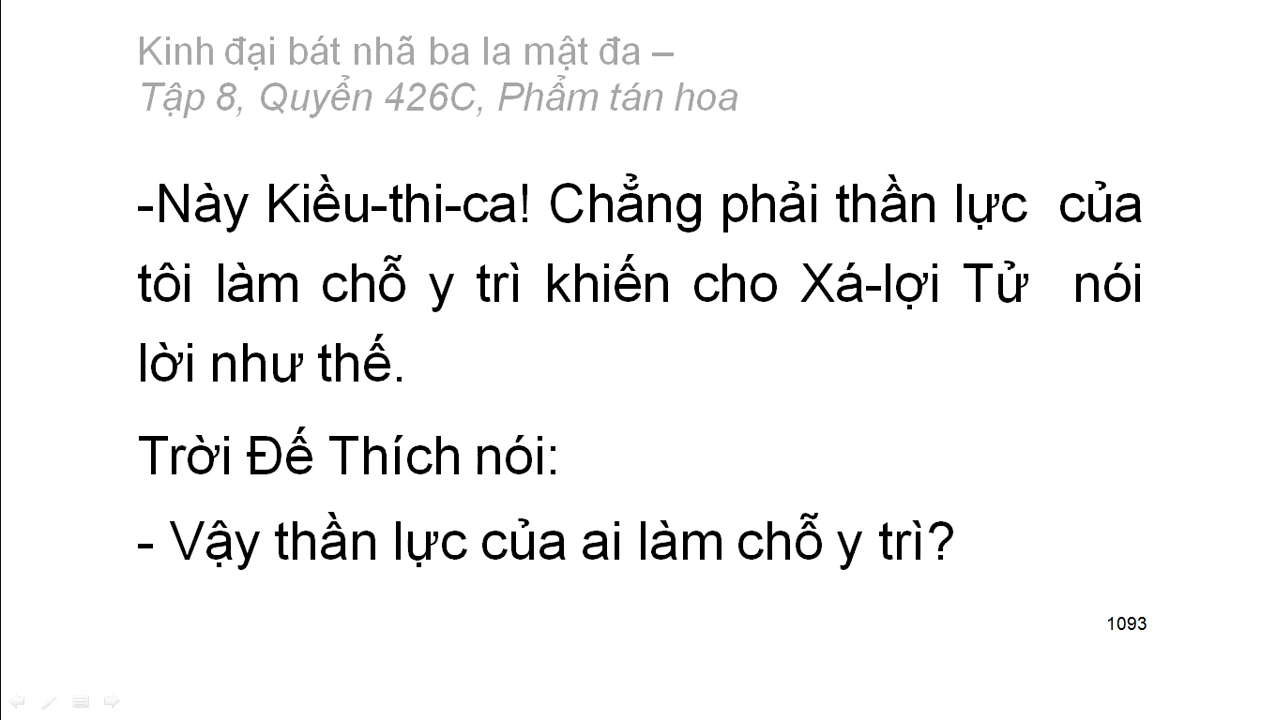 Kinh đại bát nhã ba la mật đa –
Tập 8, Quyển 426C, Phẩm tán hoa
-Này Kiều-thi-ca! Chẳng phải thần lực của
tôi làm chỗ y trì khiến cho Xá-lợi Tử nói
lời như thế.
Trời Đế Thích nói:
- Vậy thần lực của ai làm chỗ y trì?
1093